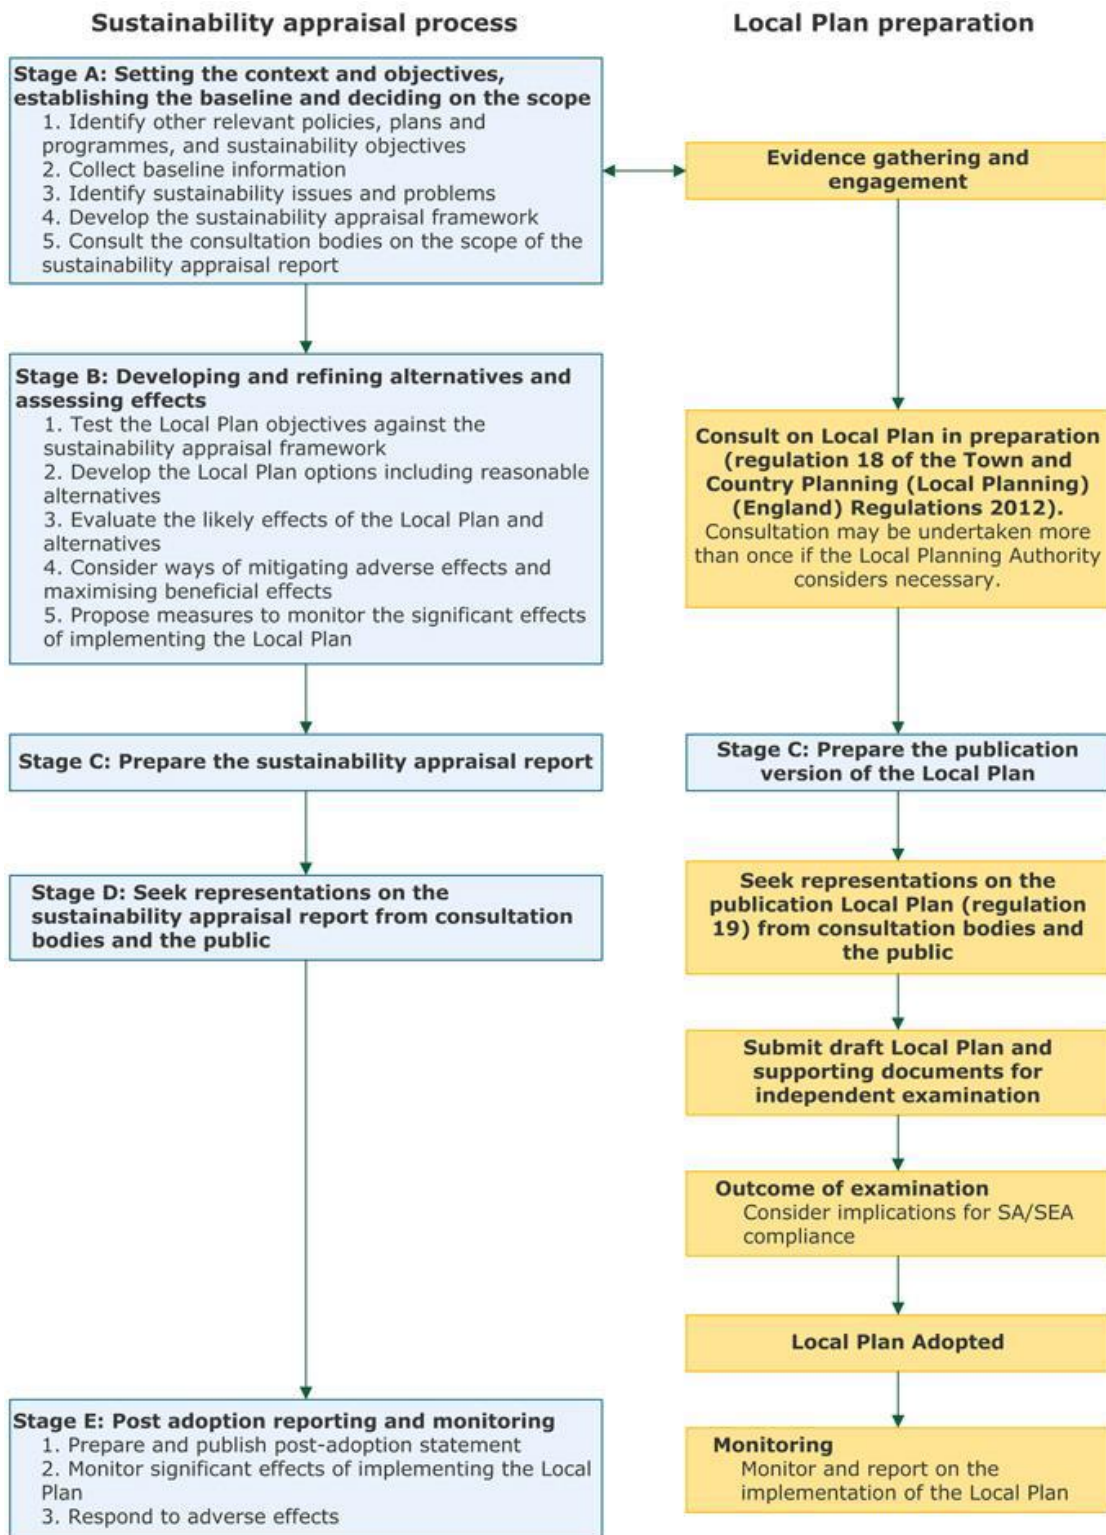 Sustainability appraisal process
Stage A: Setting the context and objectives,
establishing the baseline and deciding on the scope
1. Identify other relevant policies, plans and
programmes, and sustainability objectives
2. Collect baseline information
3. Identify sustainability issues and problems
4. Develop the sustainability appraisal framework
5. Consult the consultation bodies on the scope of the
sustainability appraisal report
Stage B: Developing and refining alternatives and
assessing effects
1. Test the Local Plan objectives against the
sustainability appraisal framework
2. Develop the Local Plan options including reasonable
alternatives
3. Evaluate the likely effects of the Local Plan and
alternatives
4. Consider ways of mitigating adverse effects and
maximising beneficial effects
5. Propose measures to monitor the significant effects
of implementing the Local Plan
Stage C: Prepare the sustainability appraisal report
Stage D: Seek representations on the
sustainability appraisal report from consultation
bodies and the public
Stage E: Post adoption reporting and monitoring
1. Prepare and publish post-adoption statement
2. Monitor significant effects of implementing the Local
Plan
3. Respond to adverse effects
Local Plan preparation
Evidence gathering and
engagement
Consult on Local Plan in preparation
(regulation 18 of the Town and
Country Planning (Local Planning)
(England) Regulations 2012).
Consultation may be undertaken more
than once if the Local Planning Authority
considers necessary.
Stage C: Prepare the publication
version of the Local Plan
Seek representations on the
publication Local Plan (regulation
19) from consultation bodies and
the public
Submit draft Local Plan and
supporting documents for
independent examination
Outcome of examination
Consider implications for SA/SEA
compliance
Local Plan Adopted
Monitoring
Monitor and report on the
implementation of the Local Plan